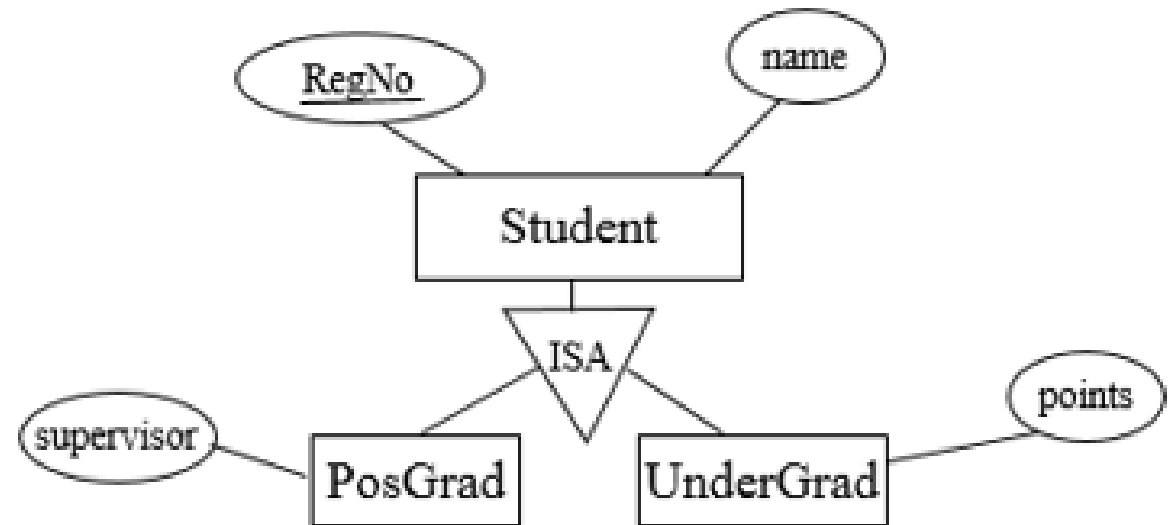 RegNo
name
Student
ISA
supervisor
points
PosGrad
UnderGrad